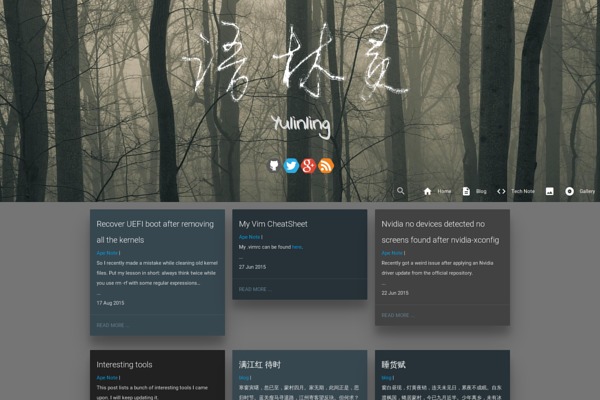 语林灵
Yulinling
Home
Blog
Tech Note
Gallery
Recover UEFI boot after removing
all the kernels
Ape Note |
So I recently made a mistake while cleaning old kernel
files. Put my lesson in short: always think twice while
you use rm -rf with some regular expressions...
...
17 Aug 2015
READ MORE ...
My Vim CheatSheet
Ape Note |
My .vimrc can be found here.
...
27 Jun 2015
READ MORE ...
Nvidia no devices detected no
screens found after nvidia-xconfig
Ape Note |
Recently got a weird issue after applying an Nvidia
driver update from the official repository.
...
22 Jun 2015
READ MORE ...
Interesting tools
Ape Note |
This post lists a bunch of interesting tools I came
upon. I will keep updating it.
满江红 待时
blog |
睡货赋
blog |